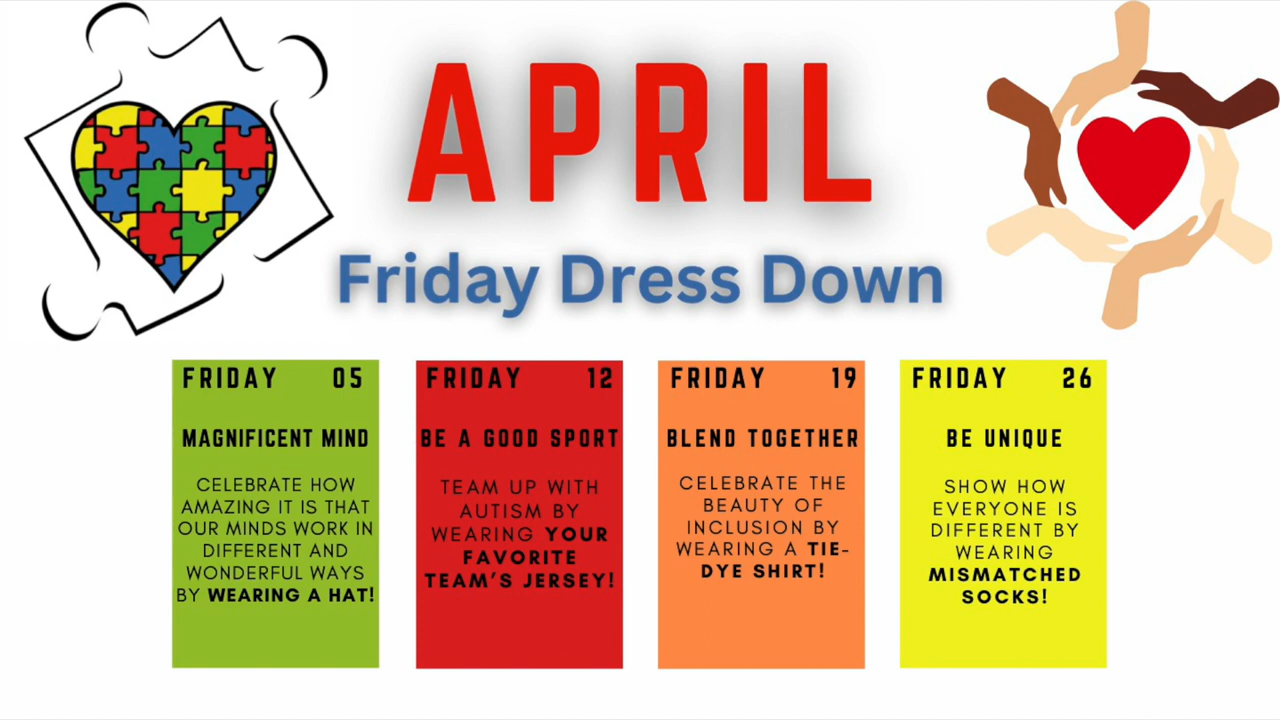 APRIL
Friday Dress Down
FRIDAY 05
MAGNIFICENT MIND
CELEBRATE HOW
AMAZING IT IS THAT
OUR MINDS WORK IN
DIFFERENT AND
WONDERFUL WAYS
BY WEARING A HAT!
FRIDAY 12
BE A GOOD SPORT
TEAM UP WITH
AUTISM BY
WEARING YOUR
FAVORITE
TEAM'S JERSEY!
FRIDAY 19
BLEND TOGETHER
CELEBRATE THE
BEAUTY OF
INCLUSION BY
WEARING A TIE-
DYE SHIRT!
FRIDAY 26
BE UNIQUE
SHOW HOW
EVERYONE IS
DIFFERENT BY
WEARING
MISMATCHED
SOCKS!